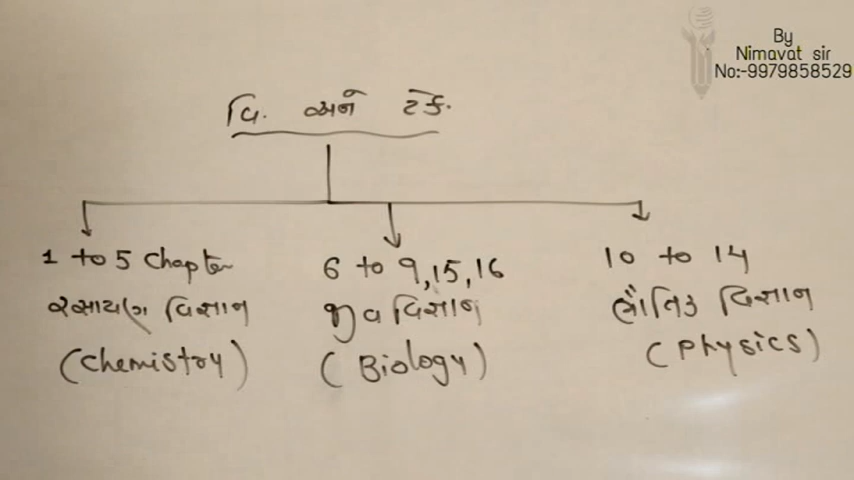 By
Nimavat sir
No:-9979858529
વિ. અને ટેક.
1 to 5 Chapter
રસાયણ વિજ્ઞાન
(Chemistry)
6 to 9,15,16
જીવ વિજ્ઞાન
(Biology)
10 to 14
ભૌતિક વિજ્ઞાન
(Physics)